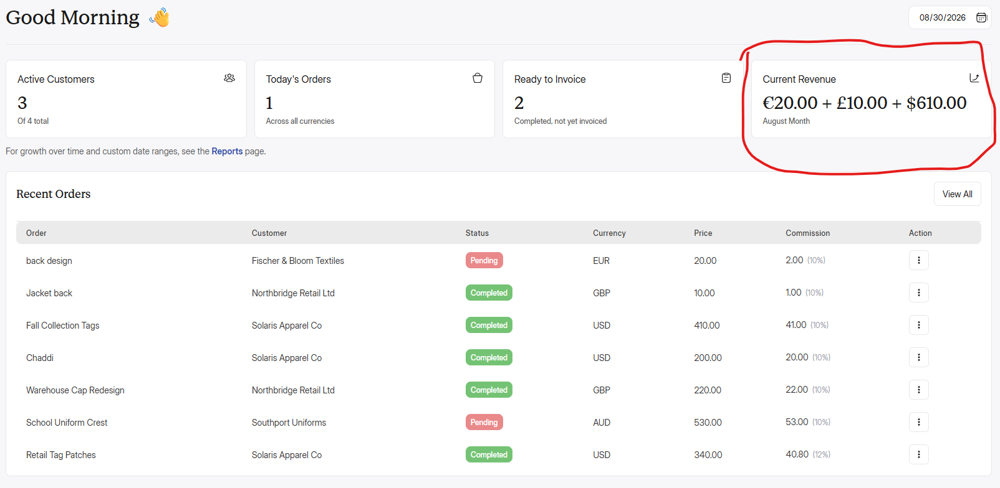 Good Morning 👋
08/30/2026
Active Customers
3
Of 4 total
Today's Orders
1
Across all currencies
Ready to Invoice
2
Completed, not yet invoiced
Current Revenue
€20.00 + £10.00 + $610.00
August Month
For growth over time and custom date ranges, see the Reports page.
Recent Orders
View All
Order Customer Status Currency Price Commission Action
back design Fischer & Bloom Textiles Pending EUR 20.00 2.00 (10%)
Jacket back Northbridge Retail Ltd Completed GBP 10.00 1.00 (10%)
Fall Collection Tags Solaris Apparel Co Completed USD 410.00 41.00 (10%)
Chaddi Solaris Apparel Co Completed USD 200.00 20.00 (10%)
Warehouse Cap Redesign Northbridge Retail Ltd Completed GBP 220.00 22.00 (10%)
School Uniform Crest Southport Uniforms Pending AUD 530.00 53.00 (10%)
Retail Tag Patches Solaris Apparel Co Completed USD 340.00 40.80 (12%)